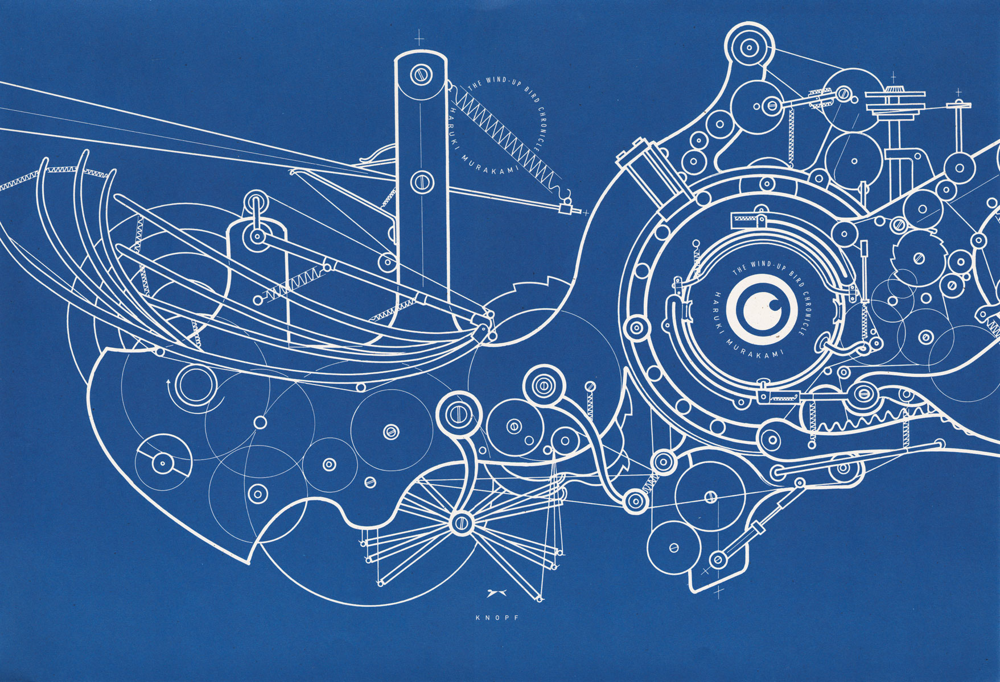 THE WIND-UP BIRD CHRONICLE
HARUKI MURAKAMI
THE WIND-UP BIRD CHRONICLE
HARUKI MURAKAMI
KNOPF